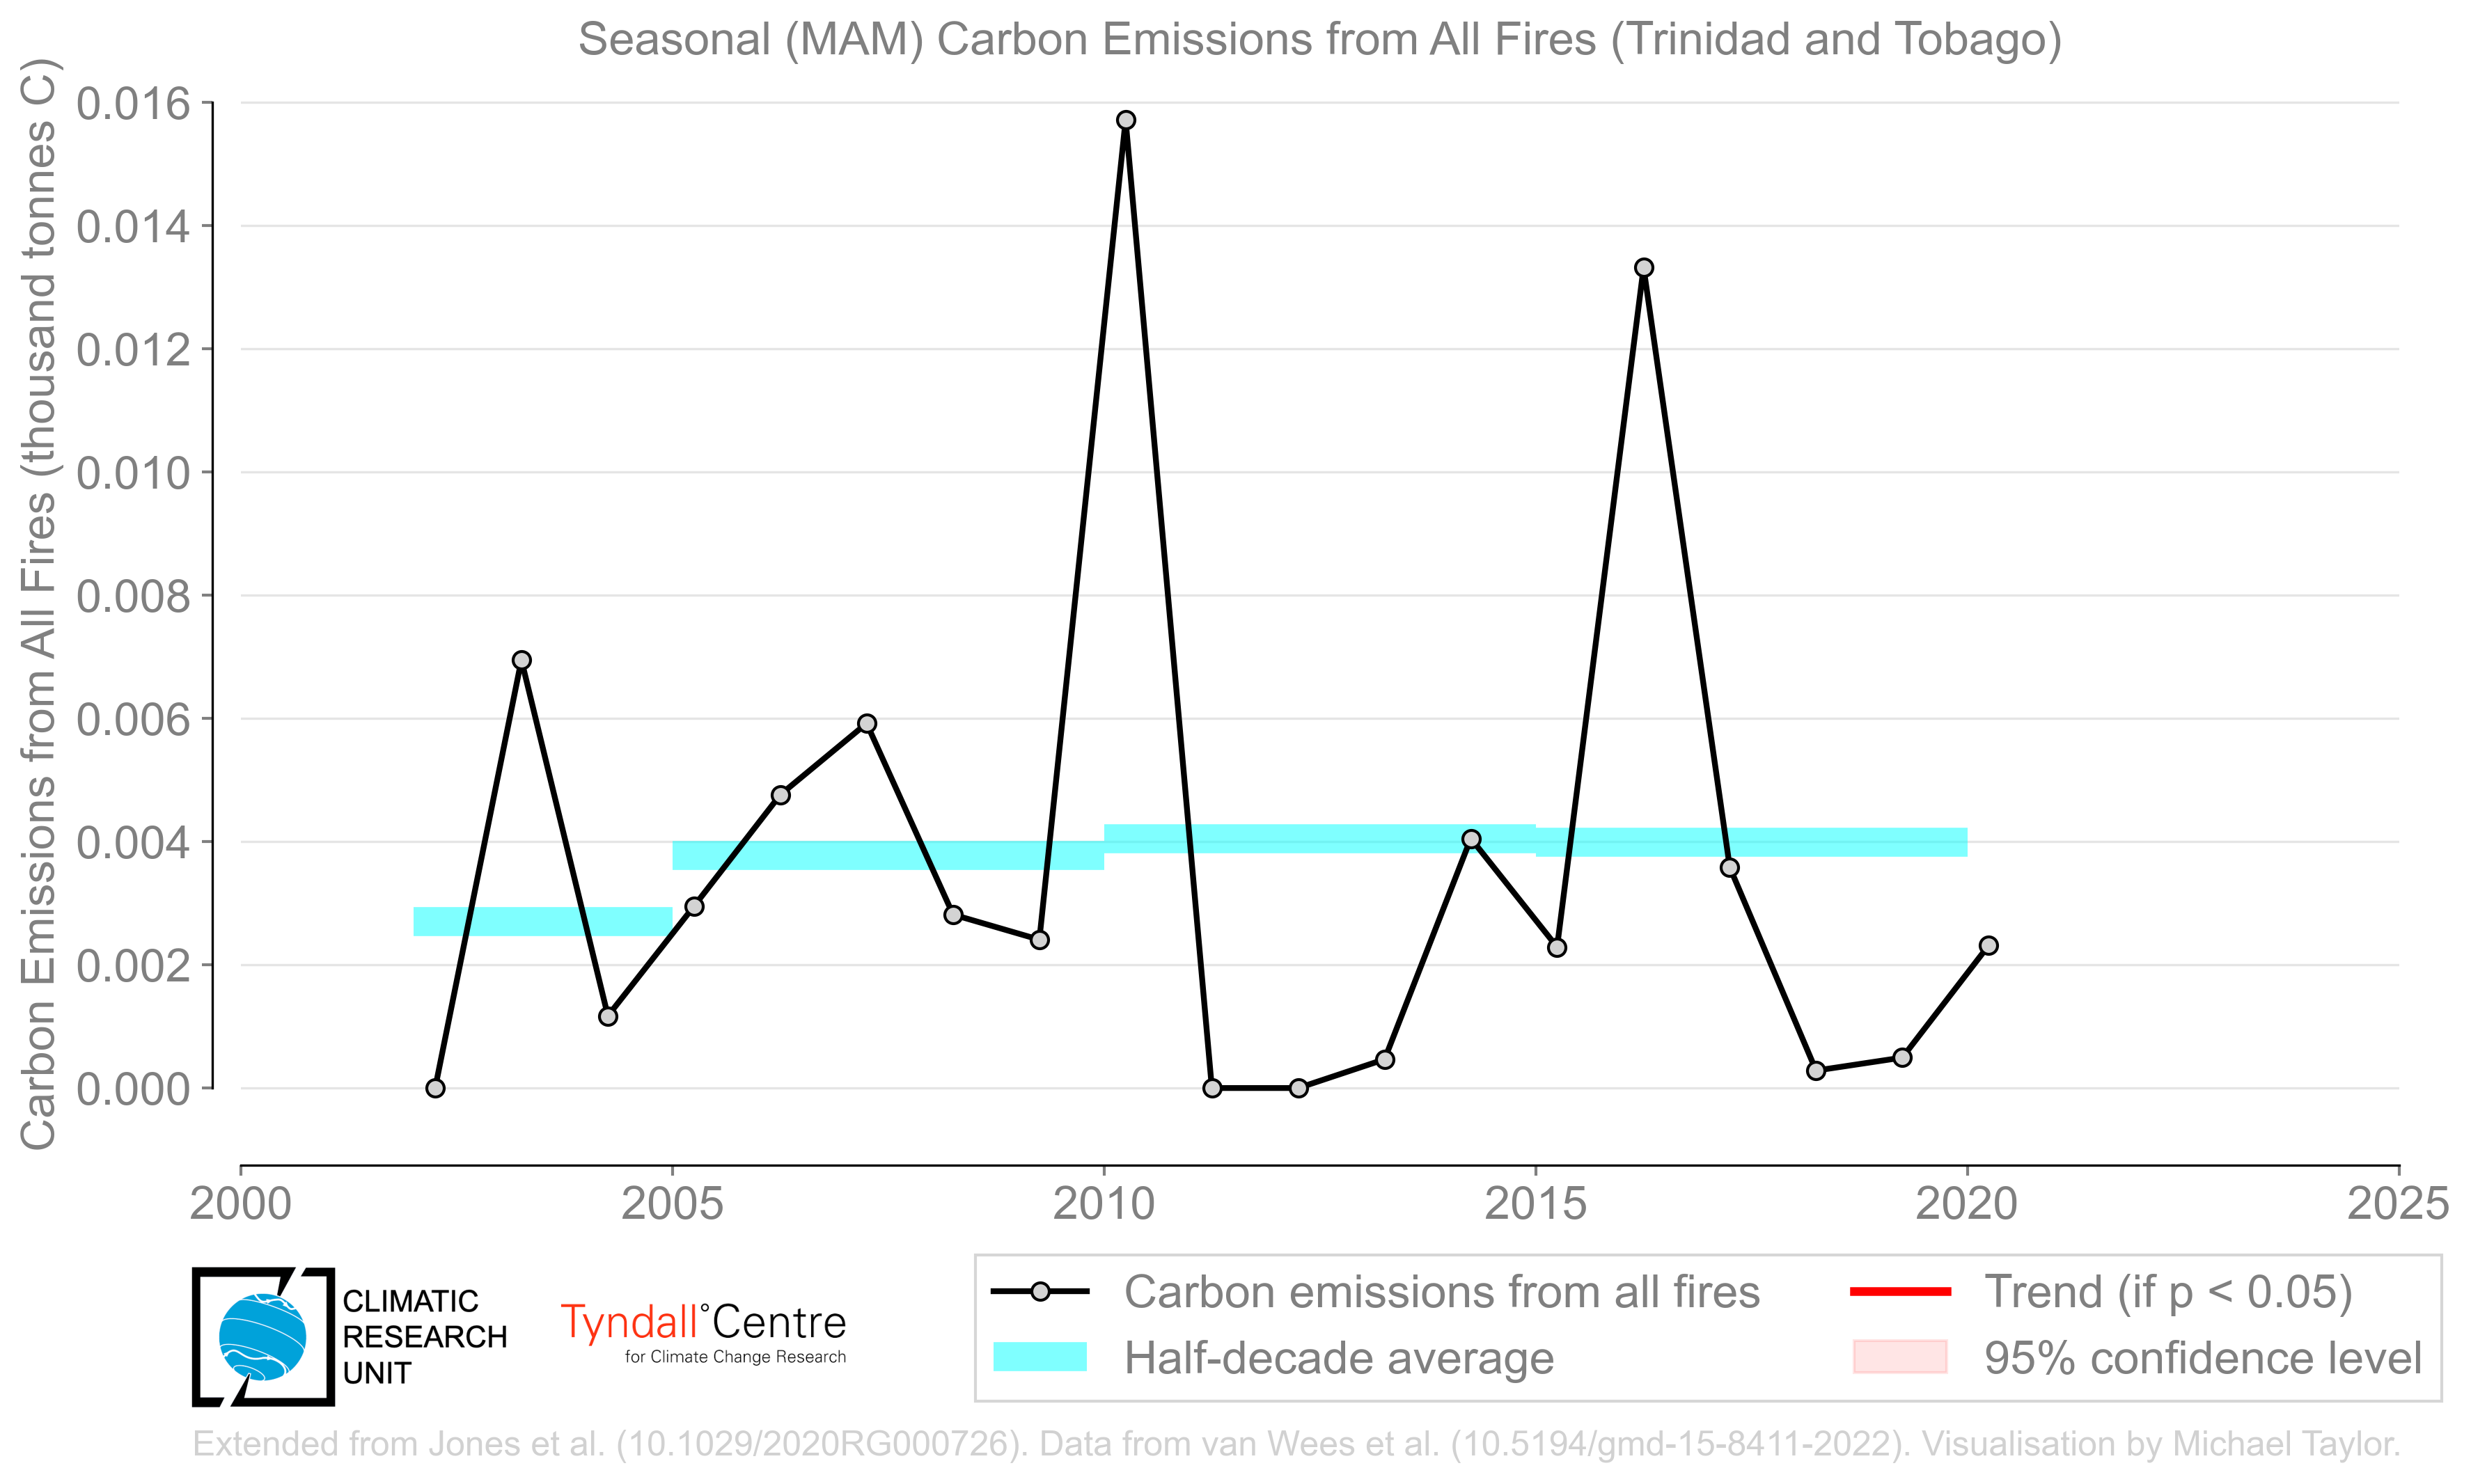 Seasonal (MAM) Carbon Emissions from All Fires (Trinidad and Tobago)
Carbon Emissions from All Fires (thousand tonnes C)
0.016
0.014
0.012
0.010
0.008
0.006
0.004
0.002
0.000
2000 2005 2010 2015 2020 2025
CLIMATIC
RESEARCH
UNIT
Tyndall°Centre
for Climate Change Research
Carbon emissions from all fires
Half-decade average
Trend (if p < 0.05)
95% confidence level
Extended from Jones et al. (10.1029/2020RG000726). Data from van Wees et al. (10.5194/gmd-15-8411-2022). Visualisation by Michael Taylor.